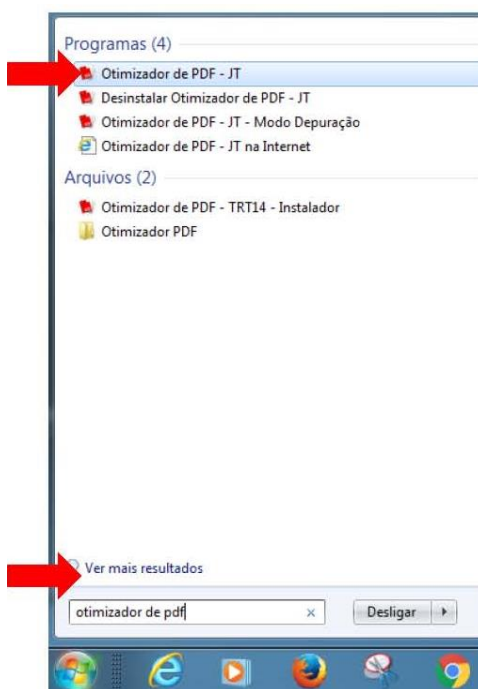 Programas (4)
Otimizador de PDF - JT
Desinstalar Otimizador de PDF - JT
Otimizador de PDF - JT - Modo Depuração
Otimizador de PDF - JT na Internet
Arquivos (2)
Otimizador de PDF - TRT14 - Instalador
Otimizador PDF
Ver mais resultados
otimizador de pdf
Desligar